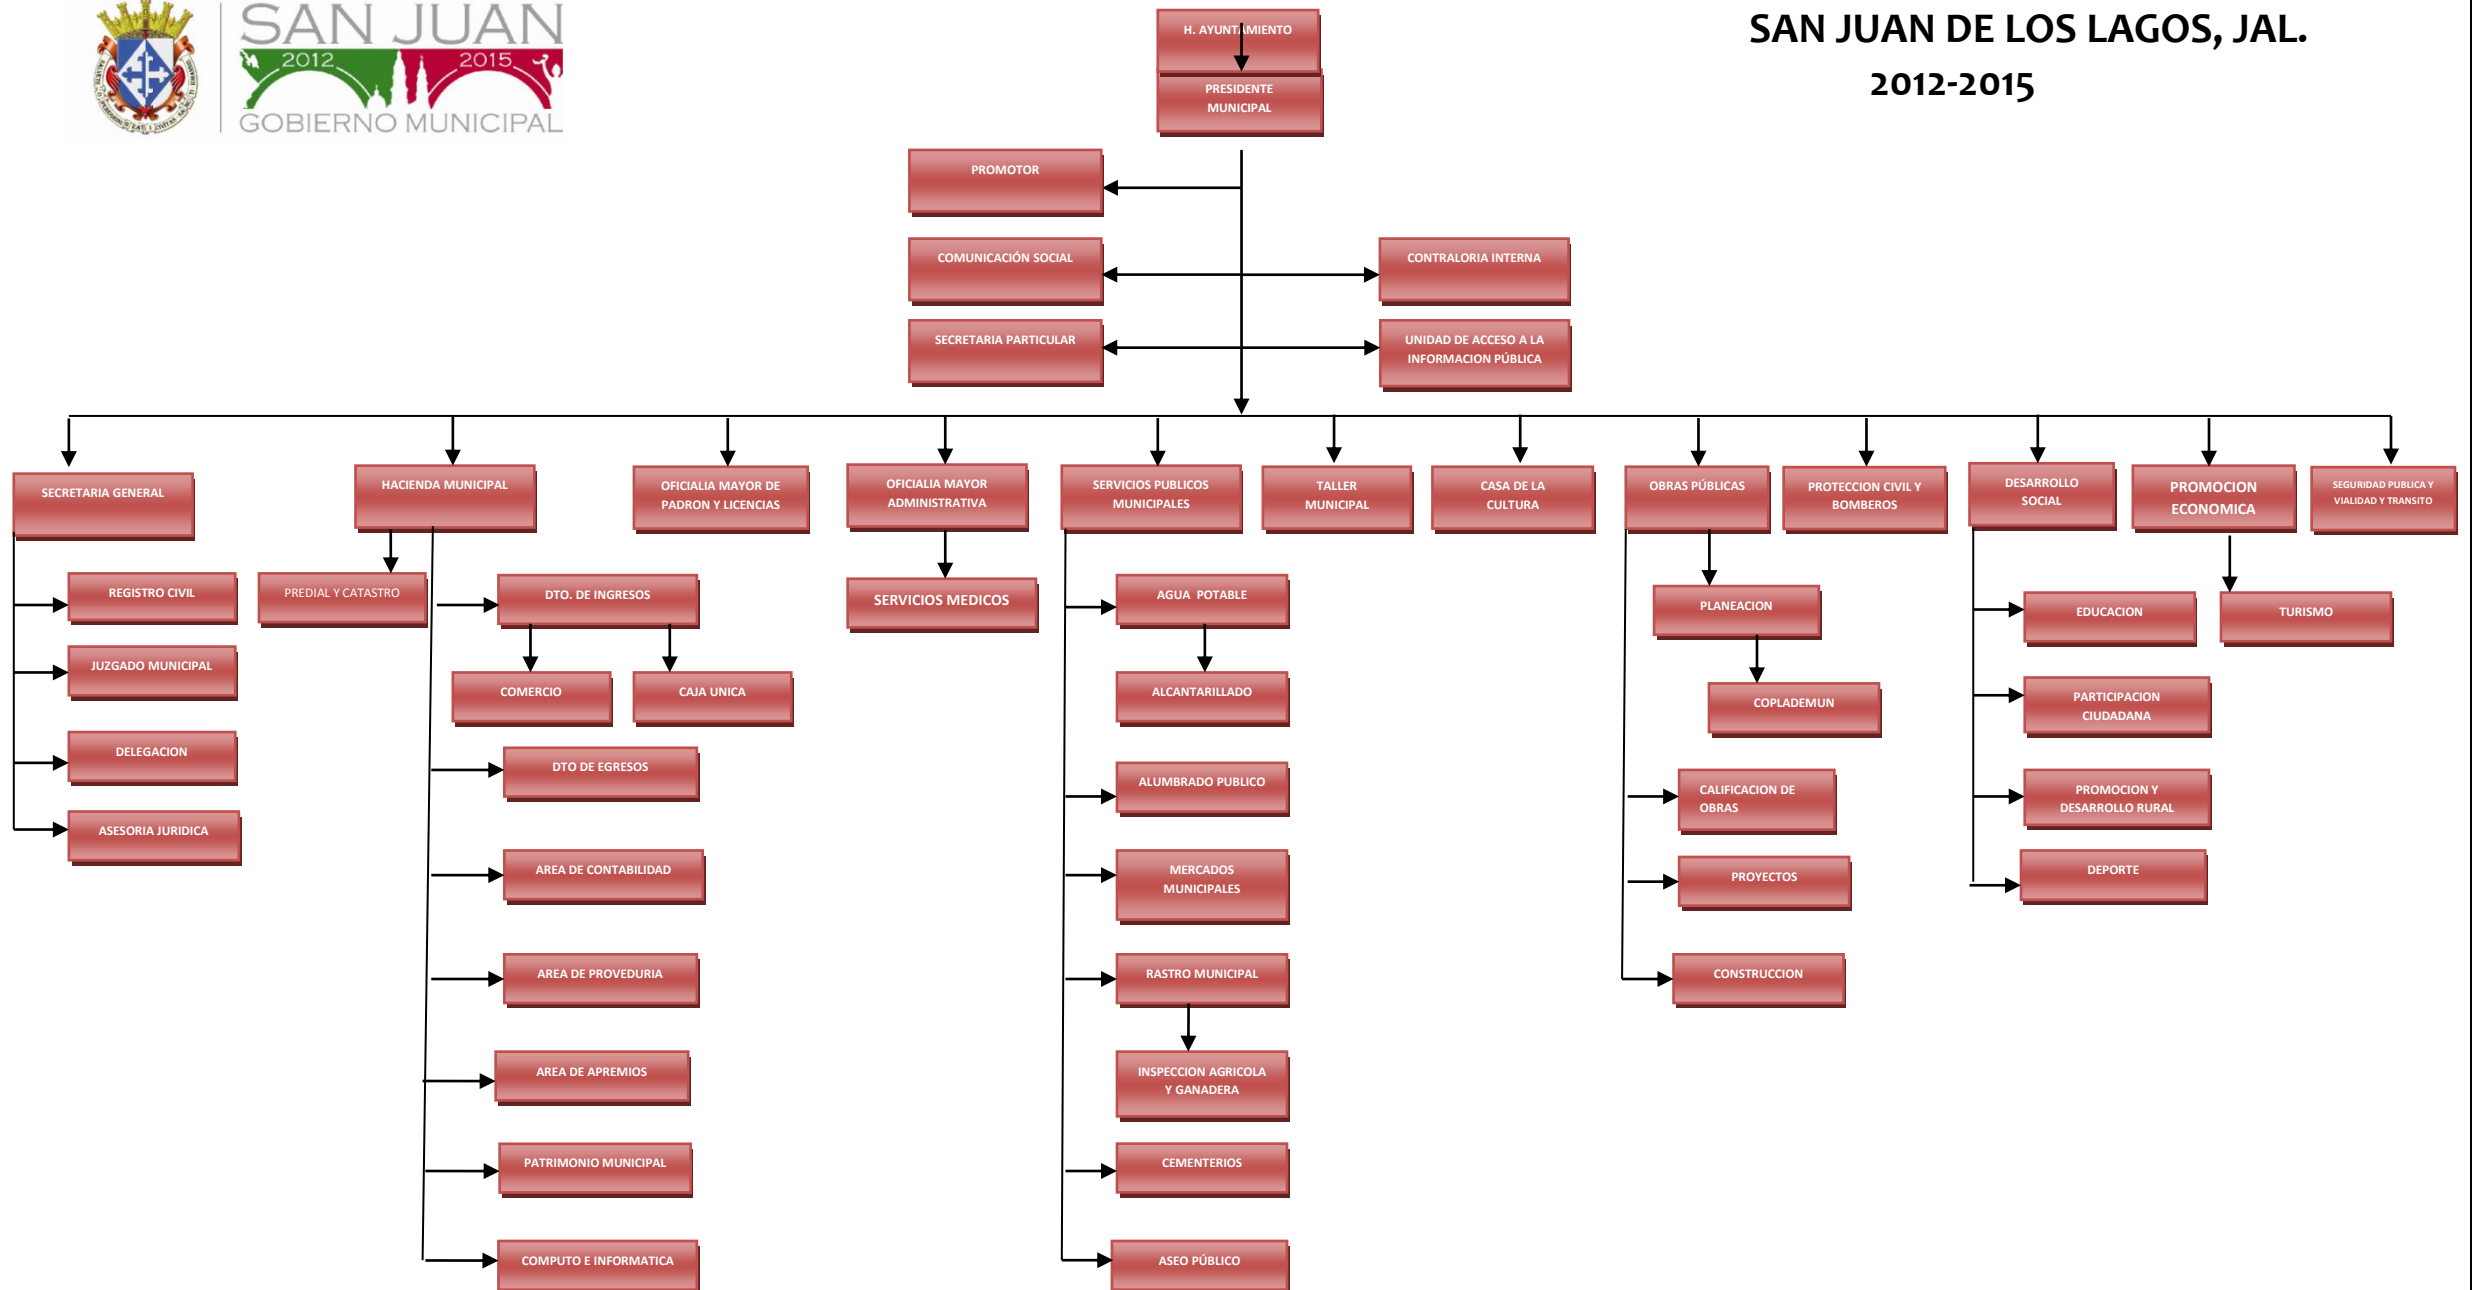 SAN JUAN
2012
2015
GOBIERNO MUNICIPAL
SAN JUAN DE LOS LAGOS, JAL.
2012-2015
H. AYUNTAMIENTO
PRESIDENTE
MUNICIPAL
PROMOTOR
COMUNICACIÓN SOCIAL
CONTRALORIA INTERNA
SECRETARIA PARTICULAR
UNIDAD DE ACCESO A LA
INFORMACION PÚBLICA
SECRETARIA GENERAL
HACIENDA MUNICIPAL
OFICIALIA MAYOR DE
PADRON Y LICENCIAS
OFICIALIA MAYOR
ADMINISTRATIVA
SERVICIOS PUBLICOS
MUNICIPALES
TALLER
MUNICIPAL
CASA DE LA
CULTURA
OBRAS PÚBLICAS
PROTECCION CIVIL Y
BOMBEROS
DESARROLLO
SOCIAL
PROMOCION
ECONOMICA
SEGURIDAD PUBLICA Y
VIALIDAD Y TRANSITO
REGISTRO CIVIL
JUZGADO MUNICIPAL
DELEGACION
ASESORIA JURIDICA
PREDIAL Y CATASTRO
DTO. DE INGRESOS
COMERCIO
CAJA UNICA
DTO DE EGRESOS
AREA DE CONTABILIDAD
AREA DE PROVEDURIA
AREA DE APREMIOS
PATRIMONIO MUNICIPAL
COMPUTO E INFORMATICA
SERVICIOS MEDICOS
AGUA  POTABLE
ALCANTARILLADO
ALUMBRADO PUBLICO
MERCADOS
MUNICIPALES
RASTRO MUNICIPAL
INSPECCION AGRICOLA
Y GANADERA
CEMENTERIOS
ASEO PÚBLICO
PLANEACION
COPLADEMUN
CALIFICACION DE
OBRAS
PROYECTOS
CONSTRUCCION
EDUCACION
PARTICIPACION
CIUDADANA
PROMOCION Y
DESARROLLO RURAL
DEPORTE
TURISMO